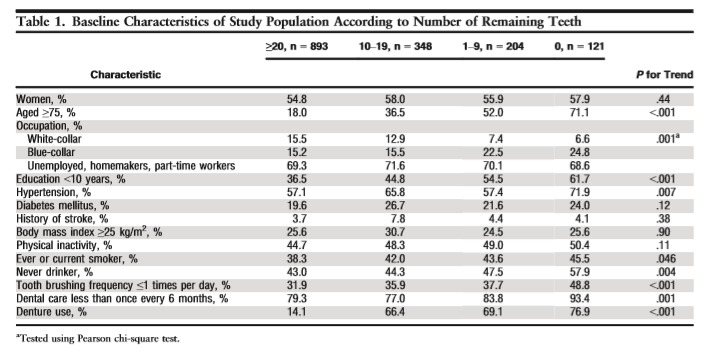 Table 1. Baseline Characteristics of Study Population According to Number of Remaining Teeth
≥20, n = 893 10–19, n = 348 1–9, n = 204 0, n = 121
Characteristic P for Trend
Women, % 54.8 58.0 55.9 57.9 .44
Aged ≥75, % 18.0 36.5 52.0 71.1 <.001
Occupation, %
White-collar 15.5 12.9 7.4 6.6 .001ᵃ
Blue-collar 15.2 15.5 22.5 24.8
Unemployed, homemakers, part-time workers 69.3 71.6 70.1 68.6
Education <10 years, % 36.5 44.8 54.5 61.7 <.001
Hypertension, % 57.1 65.8 57.4 71.9 .007
Diabetes mellitus, % 19.6 26.7 21.6 24.0 .12
History of stroke, % 3.7 7.8 4.4 4.1 .38
Body mass index ≥25 kg/m², % 25.6 30.7 24.5 25.6 .90
Physical inactivity, % 44.7 48.3 49.0 50.4 .11
Ever or current smoker, % 38.3 42.0 43.6 45.5 .046
Never drinker, % 43.0 44.3 47.5 57.9 .004
Tooth brushing frequency ≤1 times per day, % 31.9 35.9 37.7 48.8 <.001
Dental care less than once every 6 months, % 79.3 77.0 83.8 93.4 .001
Denture use, % 14.1 66.4 69.1 76.9 <.001
ᵃTested using Pearson chi-square test.